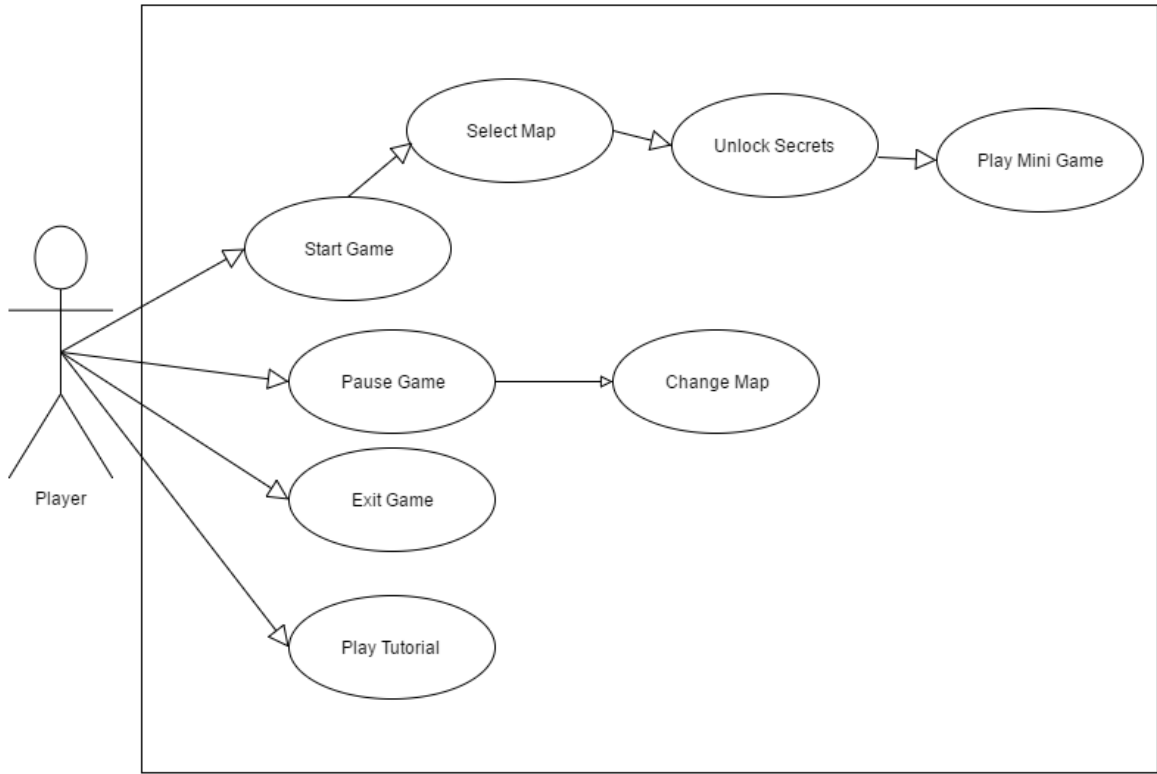 Select Map
Unlock Secrets
Play Mini Game
Start Game
Pause Game
Change Map
Exit Game
Player
Play Tutorial